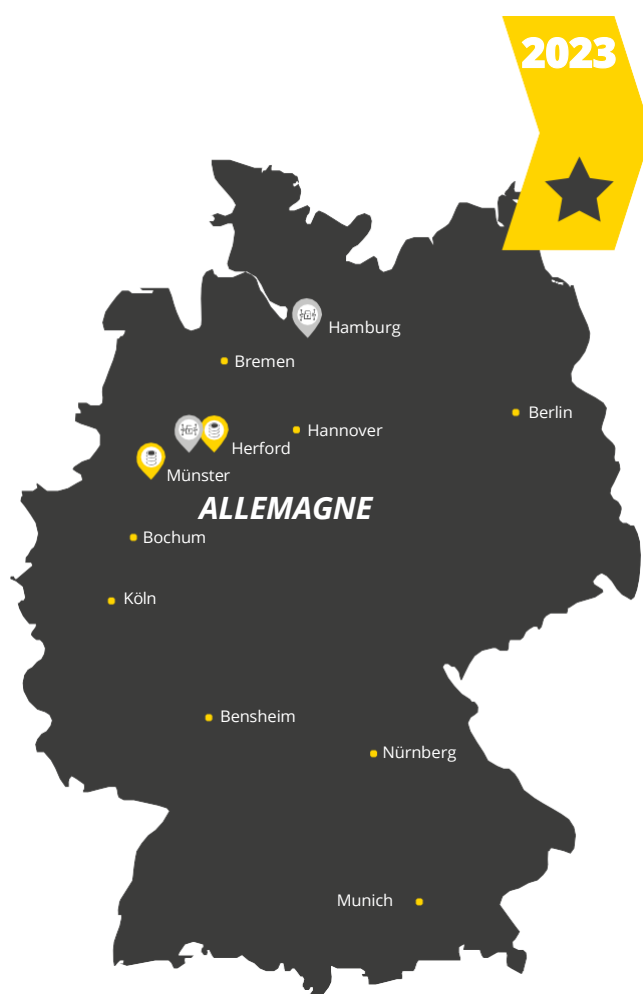 2023
Hamburg
Bremen
Berlin
Hannover
Herford
Münster
ALLEMAGNE
Bochum
Köln
Bensheim
Nürnberg
Munich